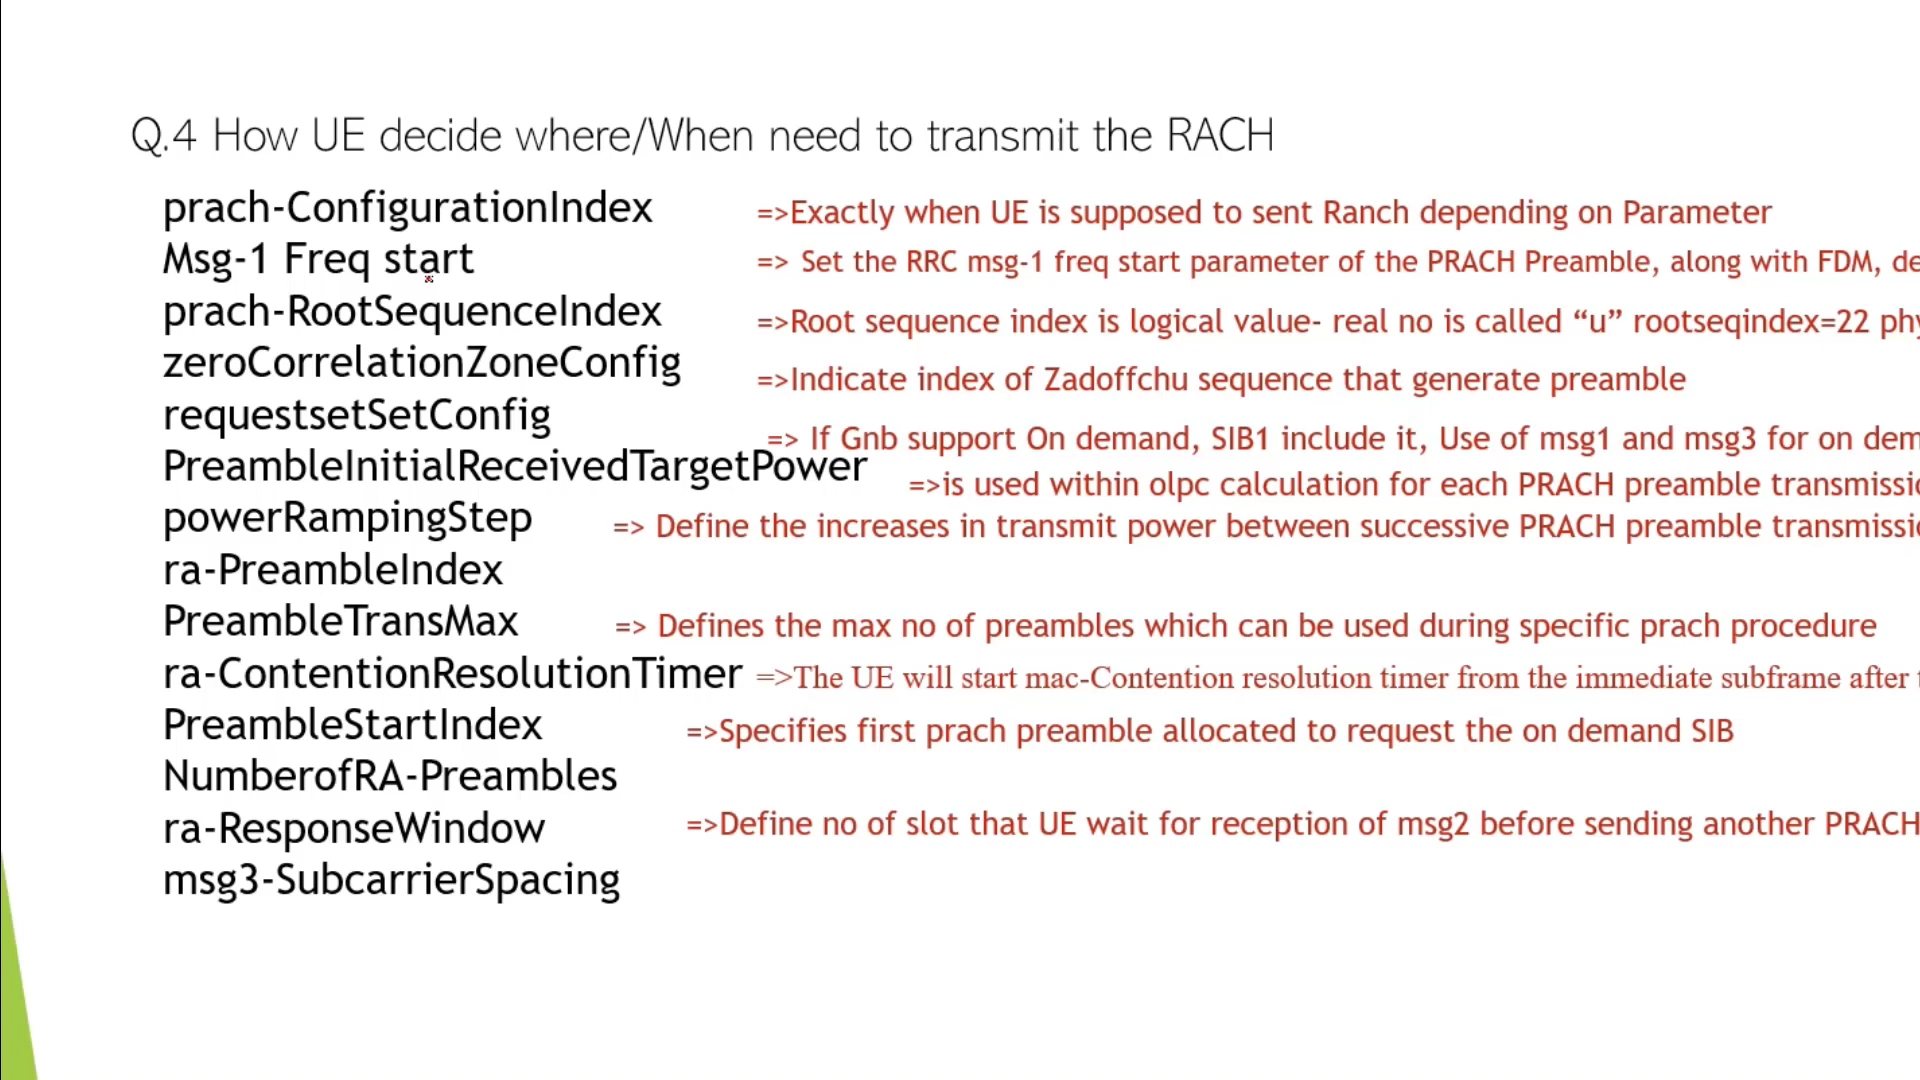 Q.4 How UE decide where/When need to transmit the RACH
prach-ConfigurationIndex =>Exactly when UE is supposed to sent Ranch depending on Parameter
Msg-1 Freq start => Set the RRC msg-1 freq start parameter of the PRACH Preamble, along with FDM, de
prach-RootSequenceIndex =>Root sequence index is logical value- real no is called “u” rootseqindex=22 phy
zeroCorrelationZoneConfig =>Indicate index of Zadoffchu sequence that generate preamble
requestsetSetConfig => If Gnb support On demand, SIB1 include it, Use of msg1 and msg3 for on dem
PreambleInitialReceivedTargetPower =>is used within olpc calculation for each PRACH preamble transmissio
powerRampingStep => Define the increases in transmit power between successive PRACH preamble transmissio
ra-PreambleIndex
PreambleTransMax => Defines the max no of preambles which can be used during specific prach procedure
ra-ContentionResolutionTimer =>The UE will start mac-Contention resolution timer from the immediate subframe after t
PreambleStartIndex =>Specifies first prach preamble allocated to request the on demand SIB
NumberofRA-Preambles
ra-ResponseWindow =>Define no of slot that UE wait for reception of msg2 before sending another PRACH
msg3-SubcarrierSpacing